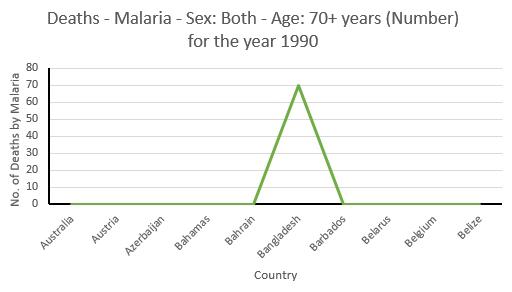 Deaths - Malaria - Sex: Both - Age: 70+ years (Number)
for the year 1990
No. of Deaths by Malaria
80
70
60
50
40
30
20
10
0
Australia
Austria
Azerbaijan
Bahamas
Bahrain
Bangladesh
Barbados
Belarus
Belgium
Belize
Country